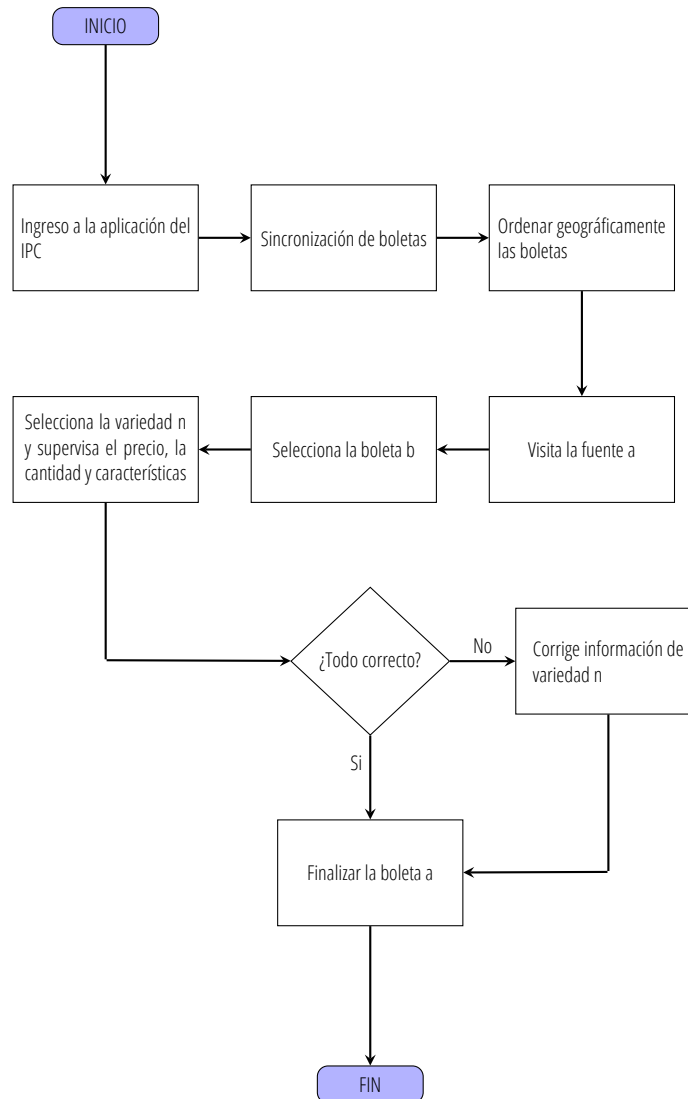 INICIO
Ingreso a la aplicación del
IPC
Sincronización de boletas
Ordenar geográficamente
las boletas
Visita la fuente a
Selecciona la boleta b
Selecciona la variedad n
y supervisa el precio, la
cantidad y características
¿Todo correcto?
No
Corrige información de
variedad n
Si
Finalizar la boleta a
FIN